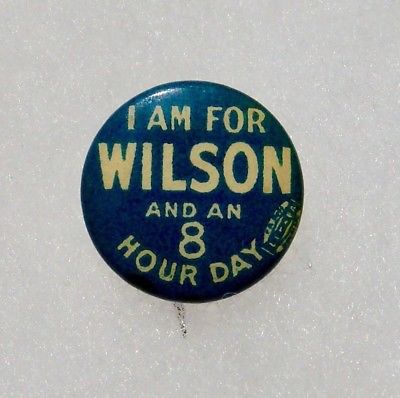 I AM FOR
WILSON
AND AN
8
HOUR DAY